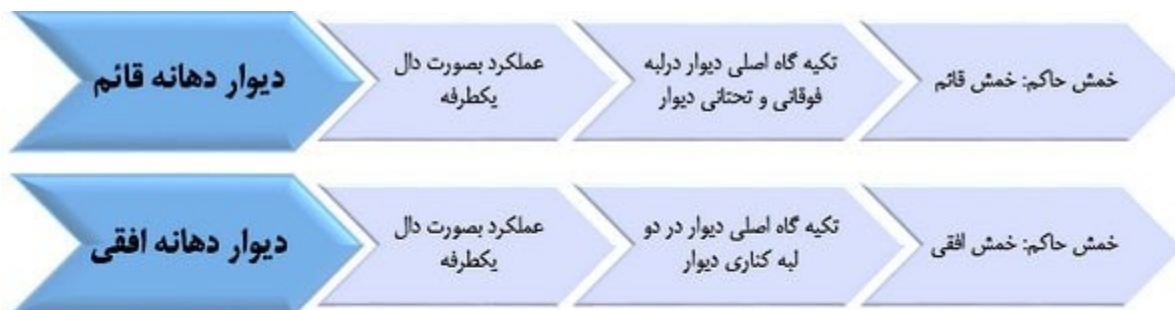 دیوار دهانه قائم
عملکرد بصورت دال
یکطرفه
تکیه گاه اصلی دیوار درلبه
فوقانی و تحتانی دیوار
خمش حاکم: خمش قائم
دیوار دهانه افقی
عملکرد بصورت دال
یکطرفه
تکیه گاه اصلی دیوار در دو
لبه کناری دیوار
خمش حاکم: خمش افقی